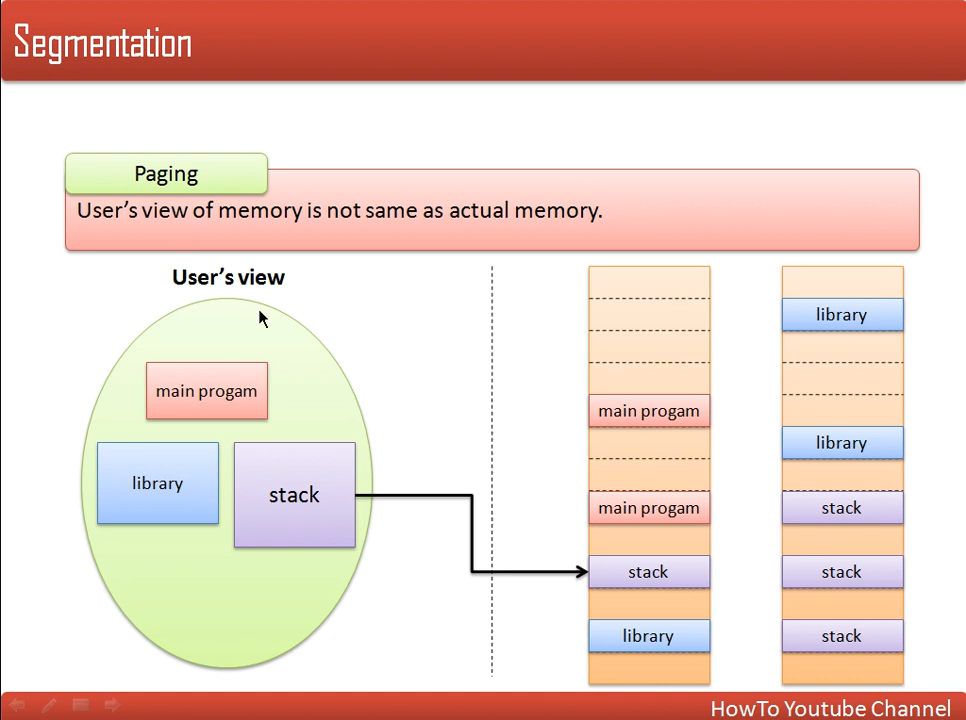 Segmentation
Paging
User's view of memory is not same as actual memory.
User's view
main progam
library
stack
main progam
main progam
stack
library
library
library
stack
stack
stack
HowTo Youtube Channel